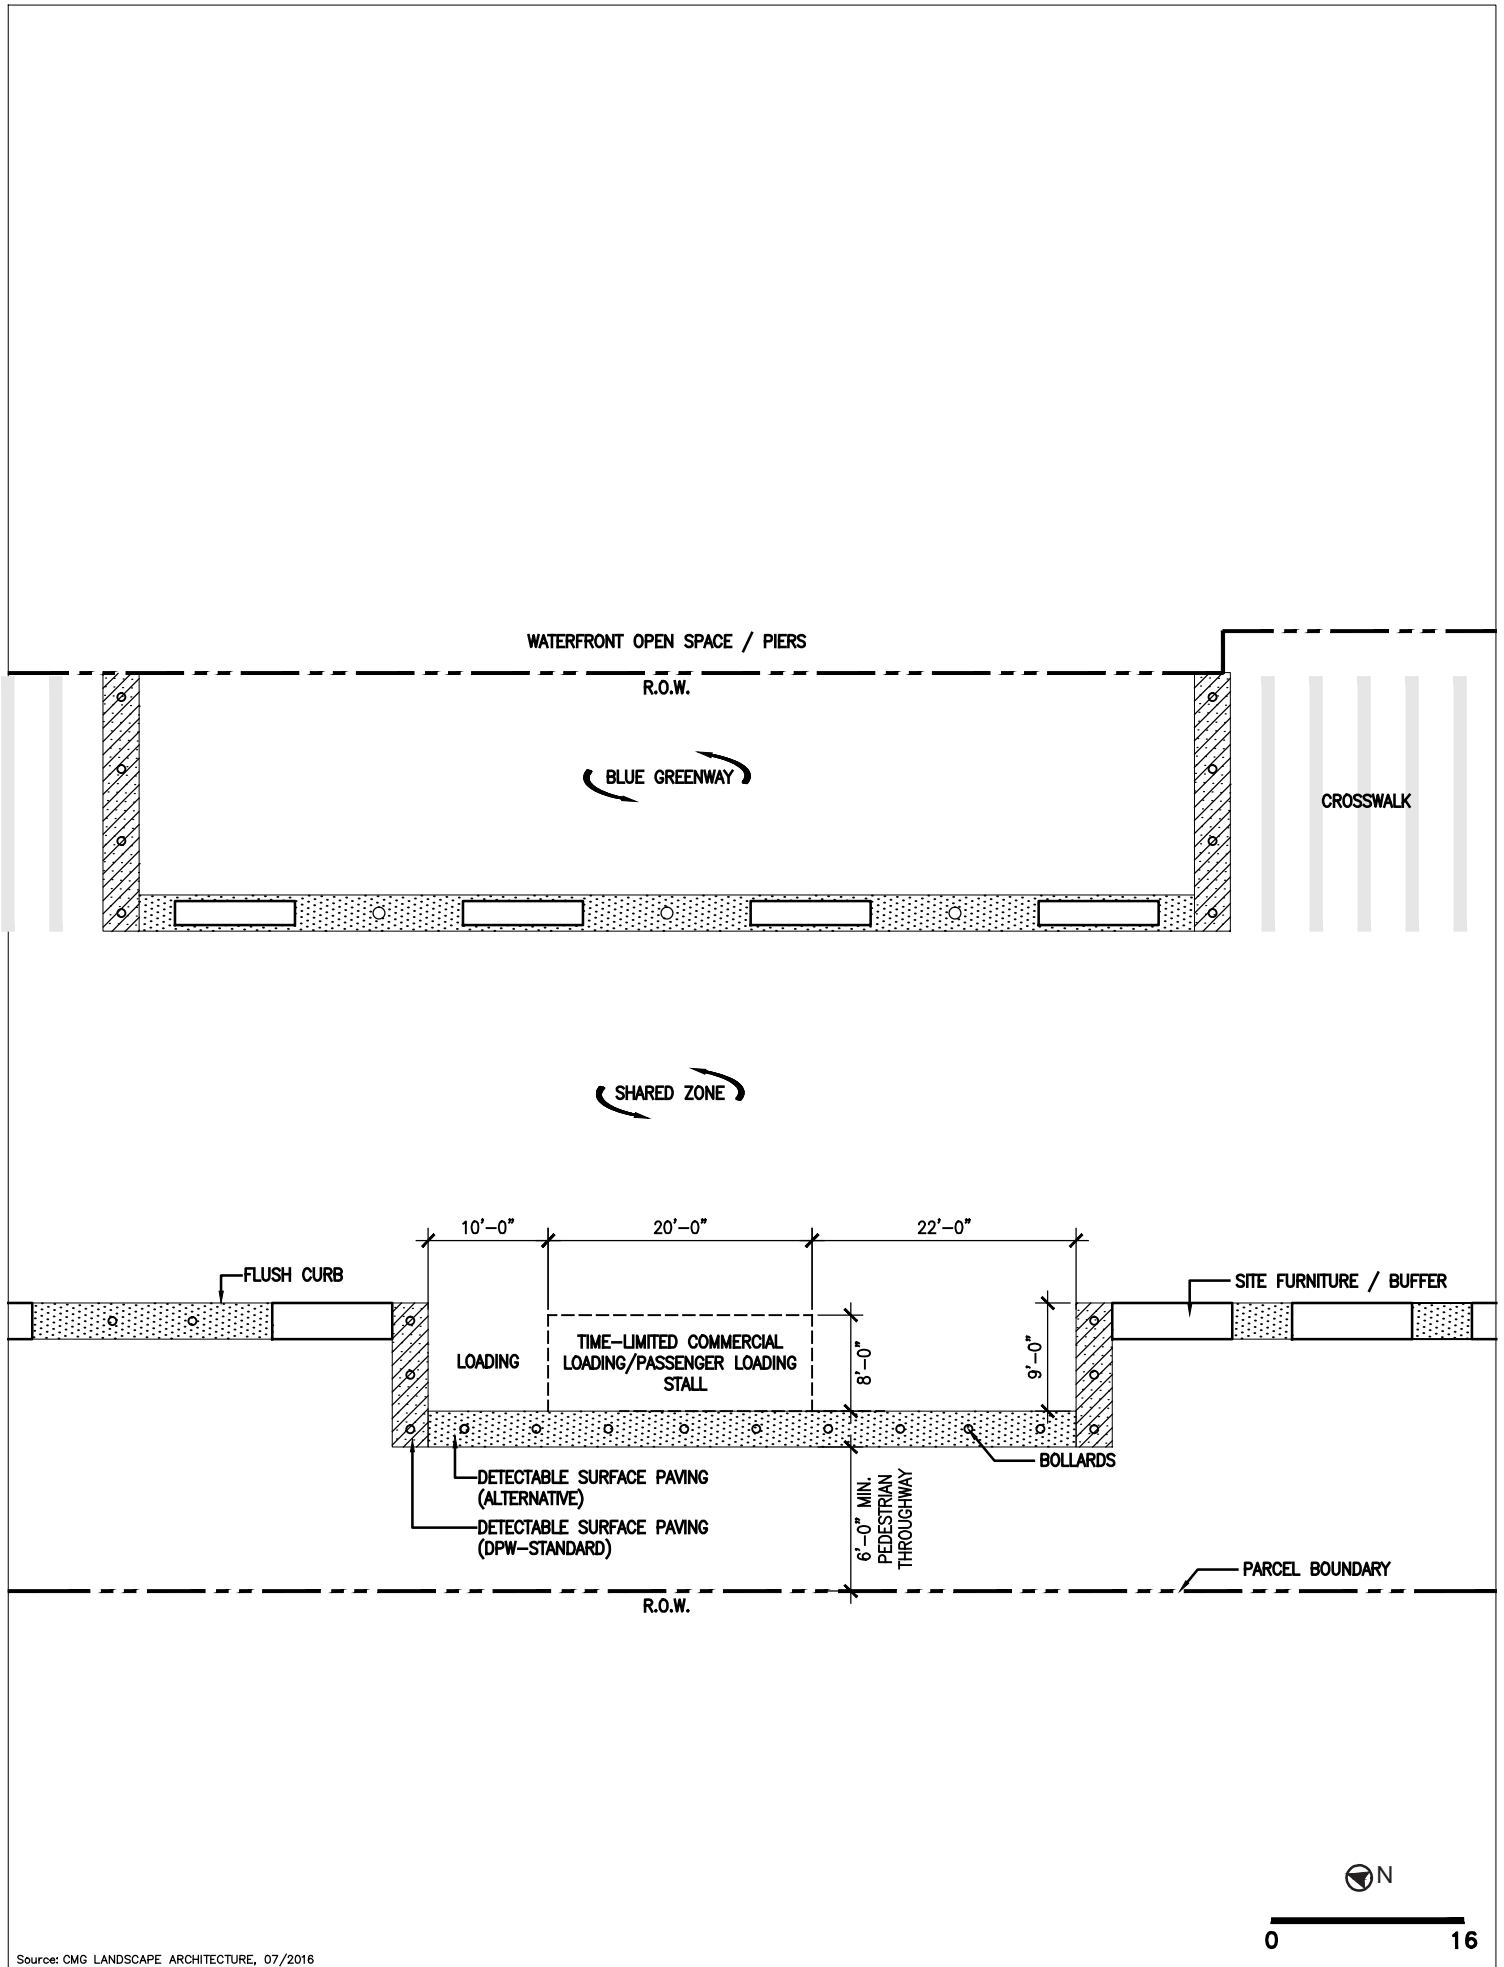 WATERFRONT OPEN SPACE / PIERS
R.O.W.
BLUE GREENWAY
CROSSWALK
SHARED ZONE
10'-0"
20'-0"
22'-0"
FLUSH CURB
SITE FURNITURE / BUFFER
LOADING
TIME-LIMITED COMMERCIAL
LOADING/PASSENGER LOADING
STALL
8'-0"
9'-0"
BOLLARDS
DETECTABLE SURFACE PAVING
(ALTERNATIVE)
DETECTABLE SURFACE PAVING
(DPW-STANDARD)
6'-0" MIN.
PEDESTRIAN
THROUGHWAY
PARCEL BOUNDARY
R.O.W.
N
0 16
Source: CMG LANDSCAPE ARCHITECTURE, 07/2016